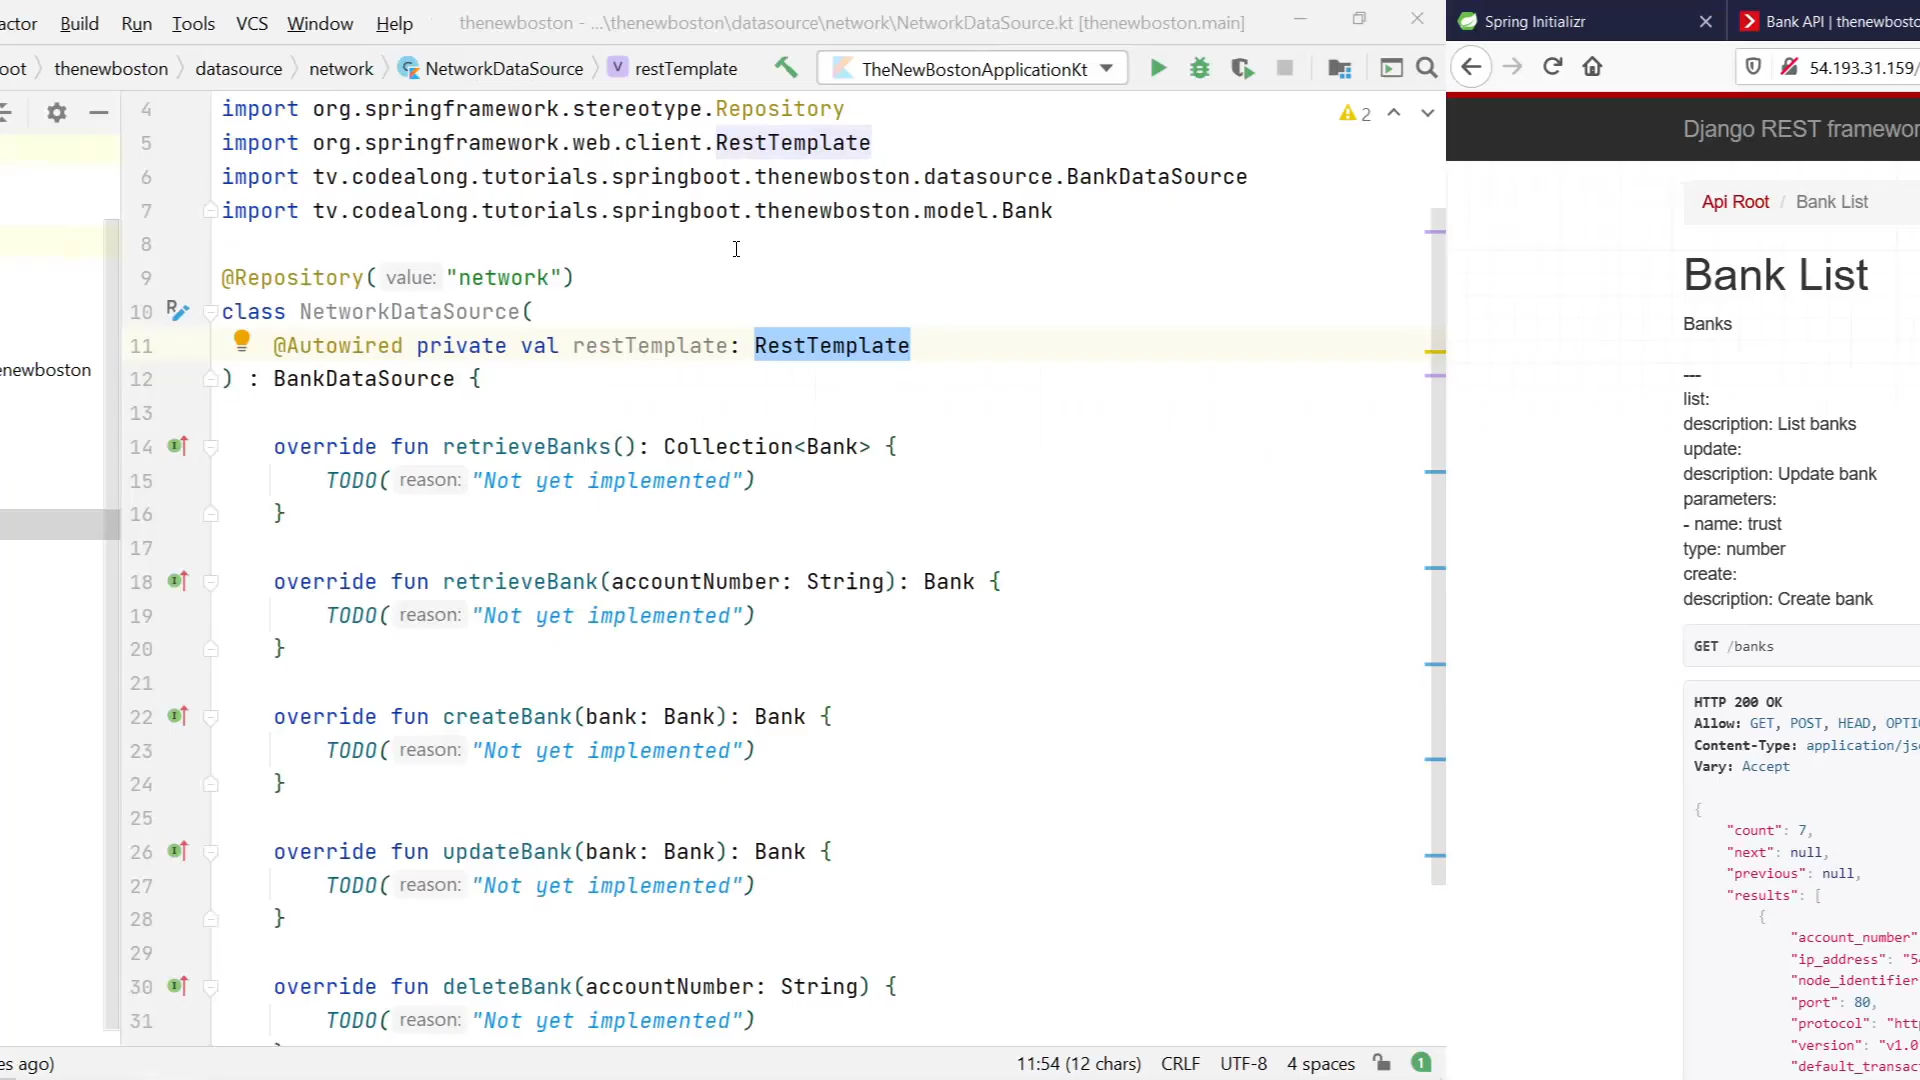 actor Build Run Tools VCS Window Help thenewboston - ...\thenewboston\datasource\network\NetworkDataSource.kt [thenewboston.main]
oot thenewboston datasource network NetworkDataSource V restTemplate TheNewBostonApplicationKt
2
4 import org.springframework.stereotype.Repository
5 import org.springframework.web.client.RestTemplate
6 import tv.codealong.tutorials.springboot.thenewboston.datasource.BankDataSource
7 import tv.codealong.tutorials.springboot.thenewboston.model.Bank
8
9 @Repository( value: "network")
10 class NetworkDataSource(
11 @Autowired private val restTemplate: RestTemplate
12 ) : BankDataSource {
13
14 override fun retrieveBanks(): Collection<Bank> {
15 TODO( reason: "Not yet implemented")
16 }
17
18 override fun retrieveBank(accountNumber: String): Bank {
19 TODO( reason: "Not yet implemented")
20 }
21
22 override fun createBank(bank: Bank): Bank {
23 TODO( reason: "Not yet implemented")
24 }
25
26 override fun updateBank(bank: Bank): Bank {
27 TODO( reason: "Not yet implemented")
28 }
29
30 override fun deleteBank(accountNumber: String) {
31 TODO( reason: "Not yet implemented")
enewboston
es ago)
11:54 (12 chars) CRLF UTF-8 4 spaces 1
Spring Initializr Bank API | thenewbosto
54.193.31.159/
Django REST framewor
Api Root / Bank List
Bank List
Banks
---
list:
description: List banks
update:
description: Update bank
parameters:
- name: trust
type: number
create:
description: Create bank
GET /banks
HTTP 200 OK
Allow: GET, POST, HEAD, OPTIO
Content-Type: application/js
Vary: Accept
{
"count": 7,
"next": null,
"previous": null,
"results": [
{
"account_number"
"ip_address": "54
"node_identifier
"port": 80,
"protocol": "htt
"version": "v1.0
"default_transac